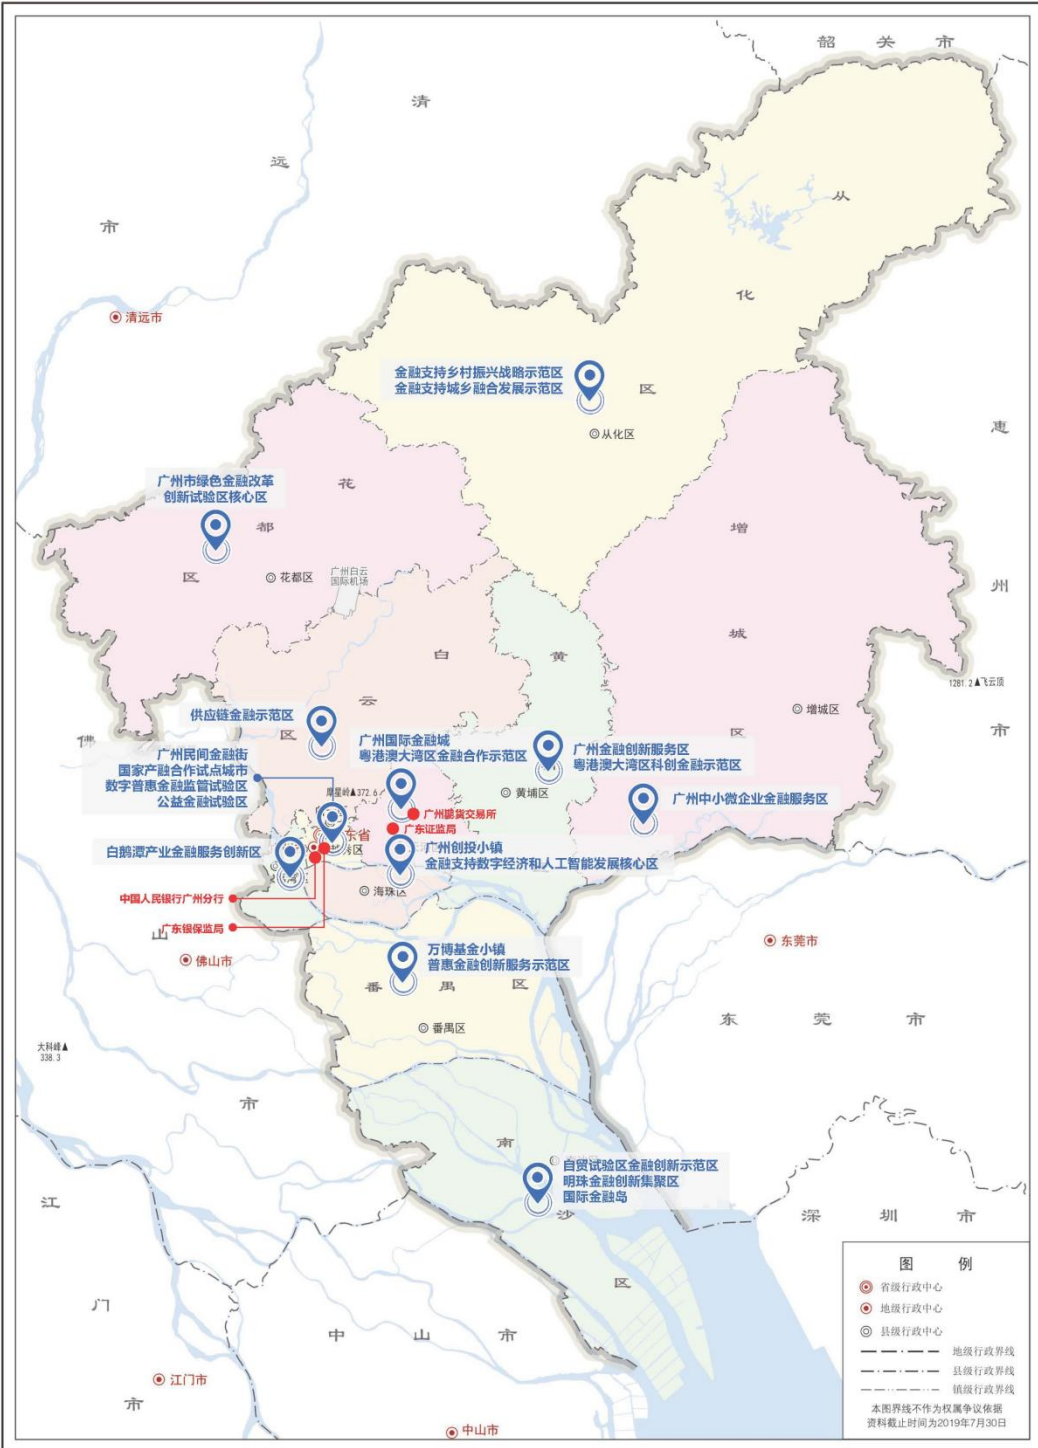 韶关市
清
远
市
从
化
区
清远市
金融支持乡村振兴战略示范区
金融支持城乡融合发展示范区
从化区
惠
州
市
广州市绿色金融改革
创新试验区核心区
花
都
区
花都区
广州白云
国际机场
增
城
区
增城区
1281.2▲飞云顶
白
云
区
黄
供应链金融示范区
佛
广州民间金融街
国家产融合作试点城市
数字普惠金融监管试验区
公益金融试验区
摩星岭▲372.6
广州国际金融城
粤港澳大湾区金融合作示范区
广州金融创新服务区
粤港澳大湾区科创金融示范区
黄埔区
广州中小微企业金融服务区
广州期货交易所
广东证监局
东省
秀区
白鹅潭产业金融服务创新区
广州创投小镇
金融支持数字经济和人工智能发展核心区
海珠区
中国人民银行广州分行
广东银保监局
山
佛山市
东莞市
万博基金小镇
普惠金融创新服务示范区
番禺区
番禺区
东莞市
大科峰▲
338.3
市
南
自贸试验区金融创新示范区
明珠金融创新集聚区
国际金融岛
沙
区
江
门
市
深圳市
中山市
江门市
中山市
图 例
省级行政中心
地级行政中心
县级行政中心
地级行政界线
县级行政界线
镇级行政界线
本图界线不作为权属争议依据
资料截止时间为2019年7月30日